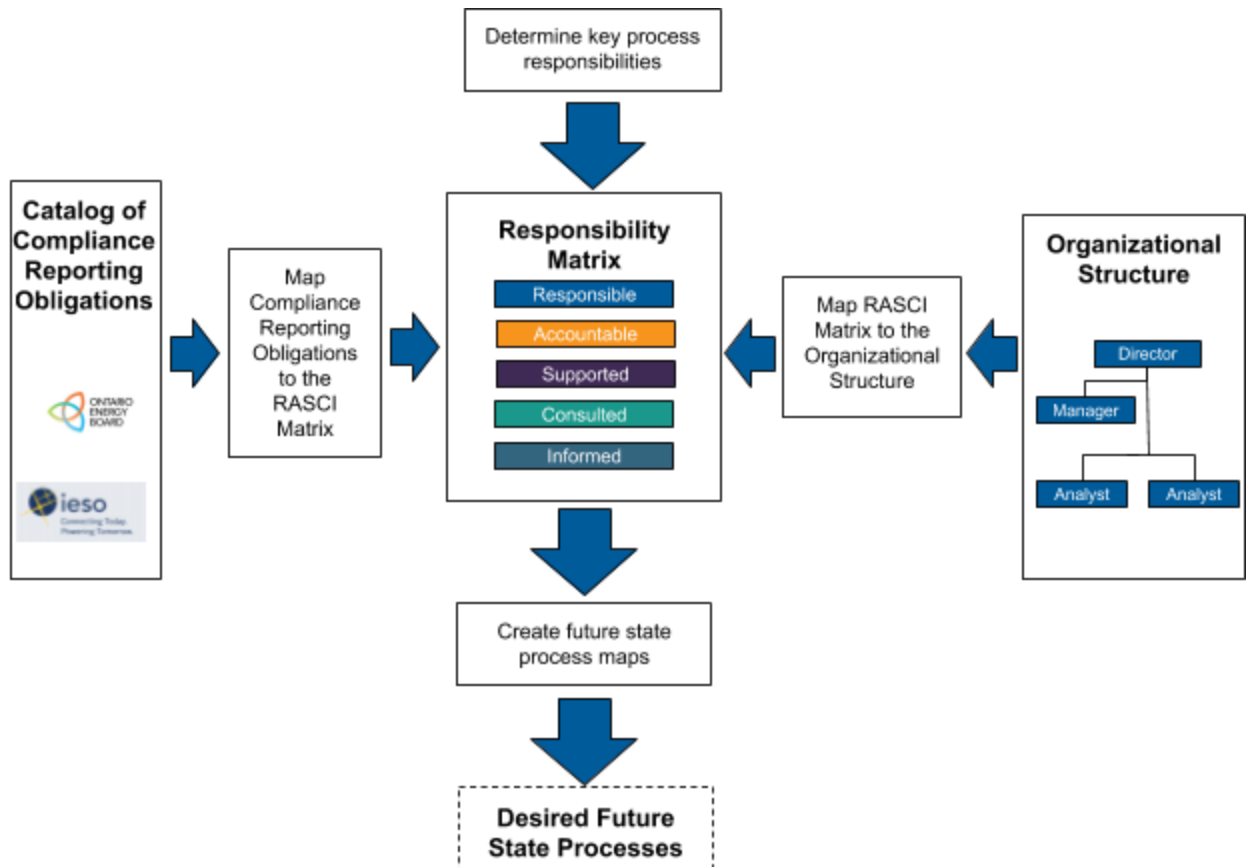 Determine key process
responsibilities
Catalog of
Compliance
Reporting
Obligations
ONTARIO
ENERGY
BOARD
ieso
Connecting Today.
Powering Tomorrow.
Map
Compliance
Reporting
Obligations
to the
RASCI
Matrix
Responsibility
Matrix
Responsible
Accountable
Supported
Consulted
Informed
Map RASCI
Matrix to the
Organizational
Structure
Organizational
Structure
Director
Manager
Analyst
Analyst
Create future state
process maps
Desired Future
State Processes